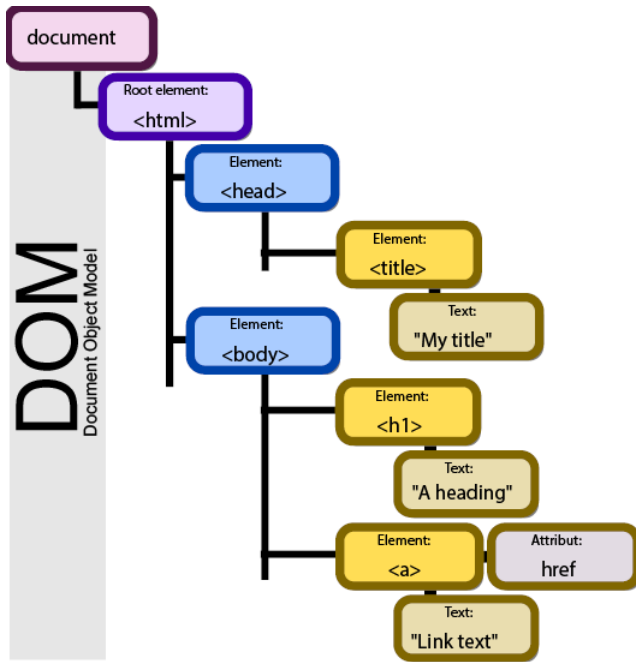 document
Root element:
<html>
Element:
<head>
Element:
<title>
Text:
"My title"
Element:
<body>
Element:
<h1>
Text:
"A heading"
Element:
<a>
Attribut:
href
Text:
"Link text"
DOM
Document Object Model